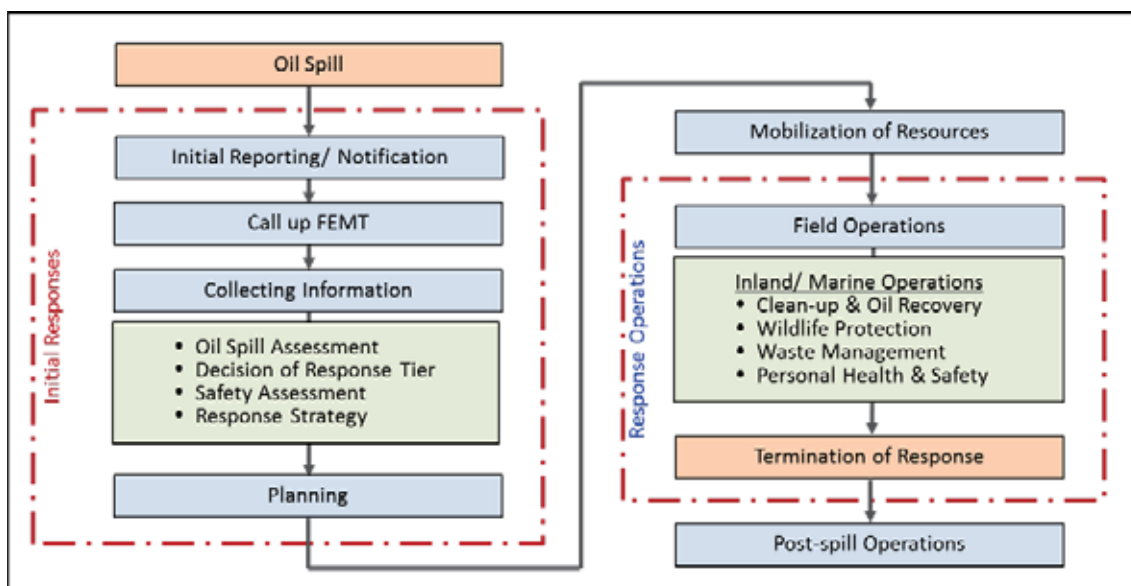 Oil Spill
Initial Responses
Initial Reporting/ Notification
Call up FEMT
Collecting Information
• Oil Spill Assessment
• Decision of Response Tier
• Safety Assessment
• Response Strategy
Planning
Mobilization of Resources
Response Operations
Field Operations
Inland/ Marine Operations
• Clean-up & Oil Recovery
• Wildlife Protection
• Waste Management
• Personal Health & Safety
Termination of Response
Post-spill Operations